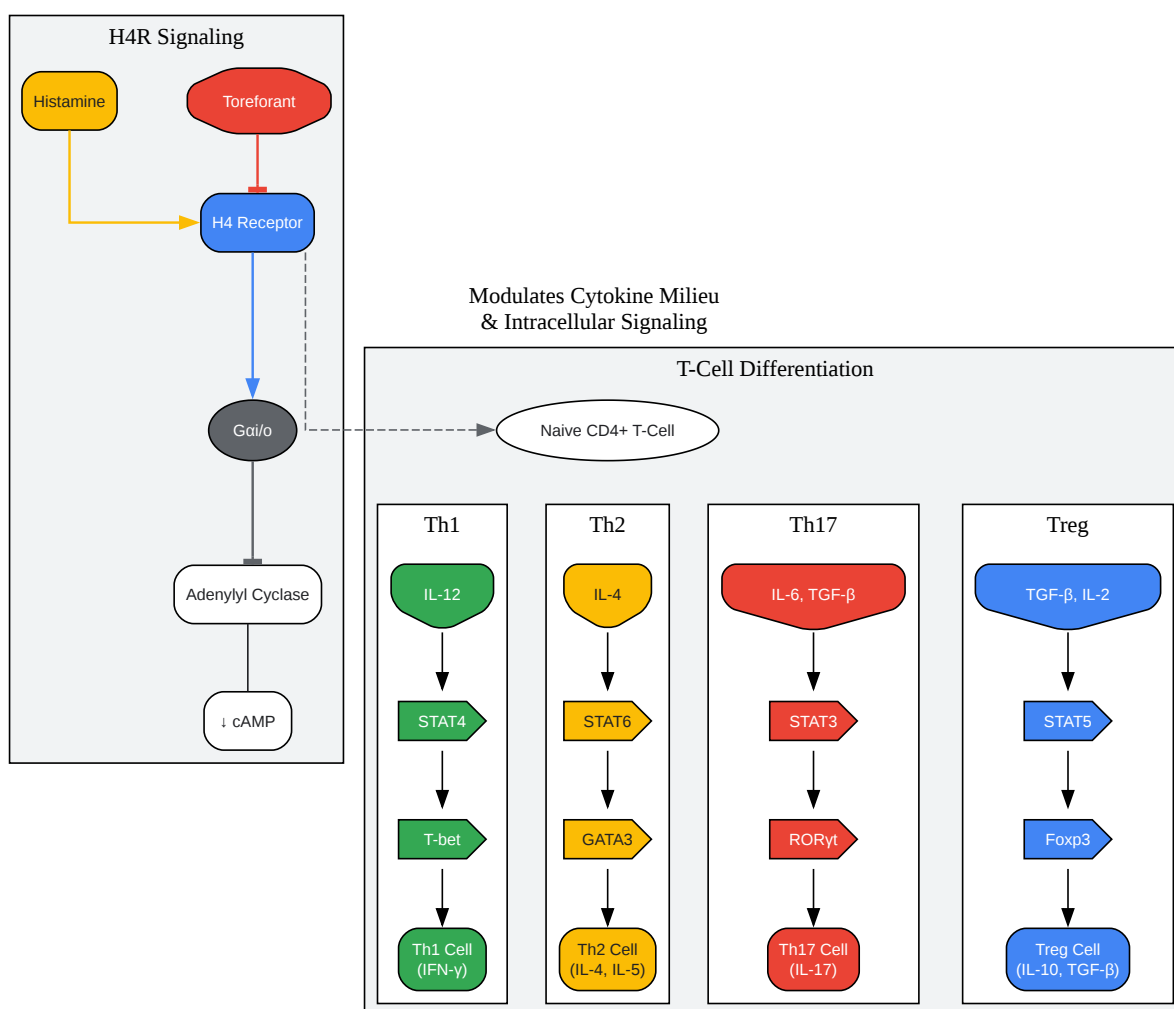 H4R Signaling
Histamine
Toreforant
H4 Receptor
Gαi/o
Adenylyl Cyclase
↓ cAMP
Modulates Cytokine Milieu
& Intracellular Signaling
T-Cell Differentiation
Naive CD4+ T-Cell
Th1
IL-12
STAT4
T-bet
Th1 Cell
(IFN-γ)
Th2
IL-4
STAT6
GATA3
Th2 Cell
(IL-4, IL-5)
Th17
IL-6, TGF-β
STAT3
RORγt
Th17 Cell
(IL-17)
Treg
TGF-β, IL-2
STAT5
Foxp3
Treg Cell
(IL-10, TGF-β)